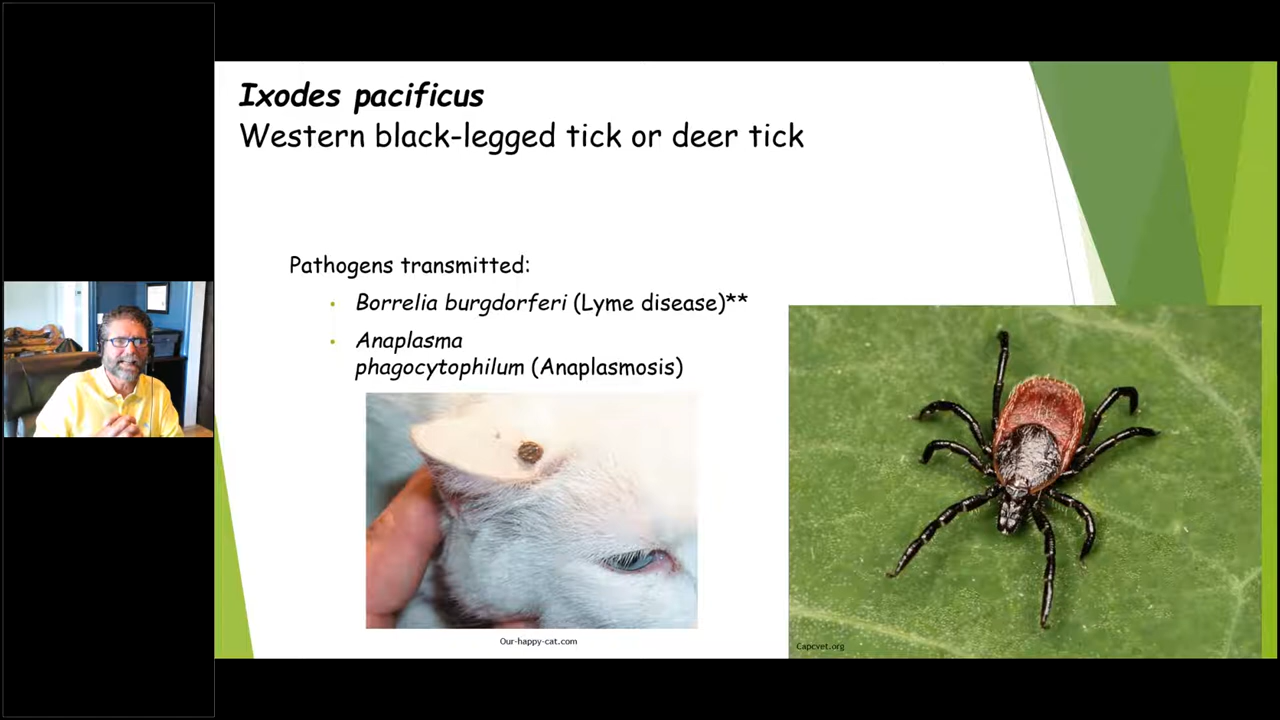 Ixodes pacificus
Western black-legged tick or deer tick
Pathogens transmitted:
Borrelia burgdorferi (Lyme disease)**
Anaplasma
phagocytophilum (Anaplasmosis)
Our-happy-cat.com
Capcvet.org